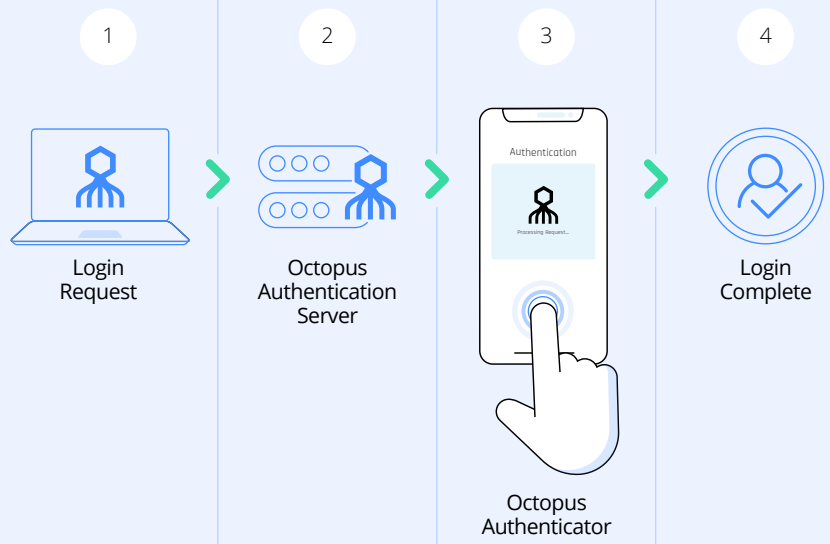 1
2
3
4
Authentication
Processing Request...
Login
Request
Octopus
Authentication
Server
Login
Complete
Octopus
Authenticator